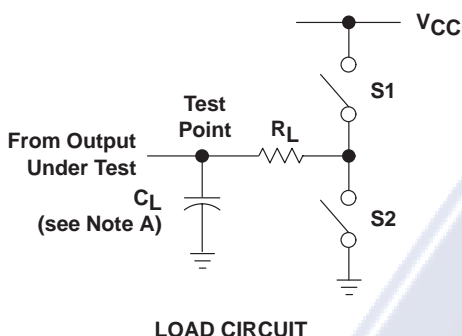 VCC
S1
Test
Point
RL
From Output
Under Test
CL
(see Note A)
S2
LOAD CIRCUIT